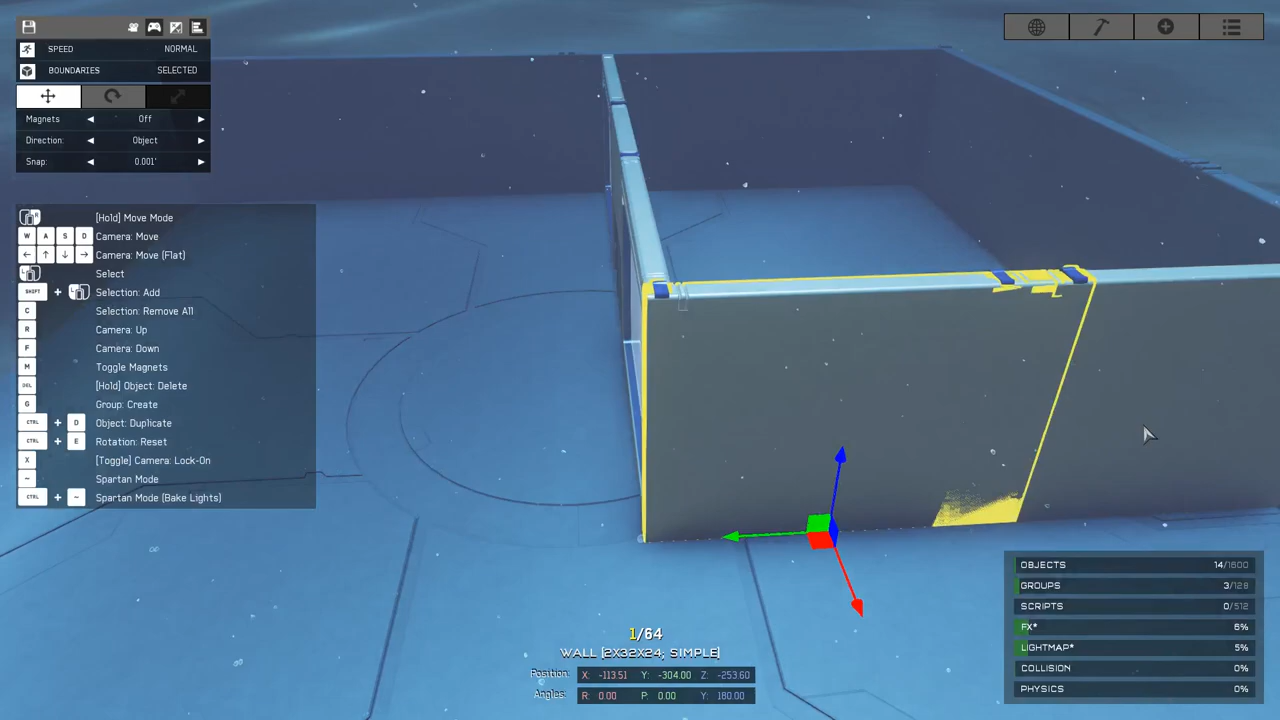 SPEED NORMAL
BOUNDARIES SELECTED
Magnets Off
Direction: Object
Snap: 0.001'
[Hold] Move Mode
W A S D Camera: Move
← ↑ ↓ → Camera: Move (Flat)
Select
SHIFT + Selection: Add
C Selection: Remove All
R Camera: Up
F Camera: Down
M Toggle Magnets
DEL [Hold] Object: Delete
G Group: Create
CTRL + D Object: Duplicate
CTRL + E Rotation: Reset
X [Toggle] Camera: Lock-On
~ Spartan Mode
CTRL + ~ Spartan Mode (Bake Lights)
OBJECTS 14/1600
GROUPS 3/128
SCRIPTS 0/512
FX* 6%
LIGHTMAP* 5%
COLLISION 0%
PHYSICS 0%
1/64
WALL [2X32X24; SIMPLE]
Position: X: -113.51 Y: -304.00 Z: -253.60
Angles: R: 0.00 P: 0.00 Y: 180.00